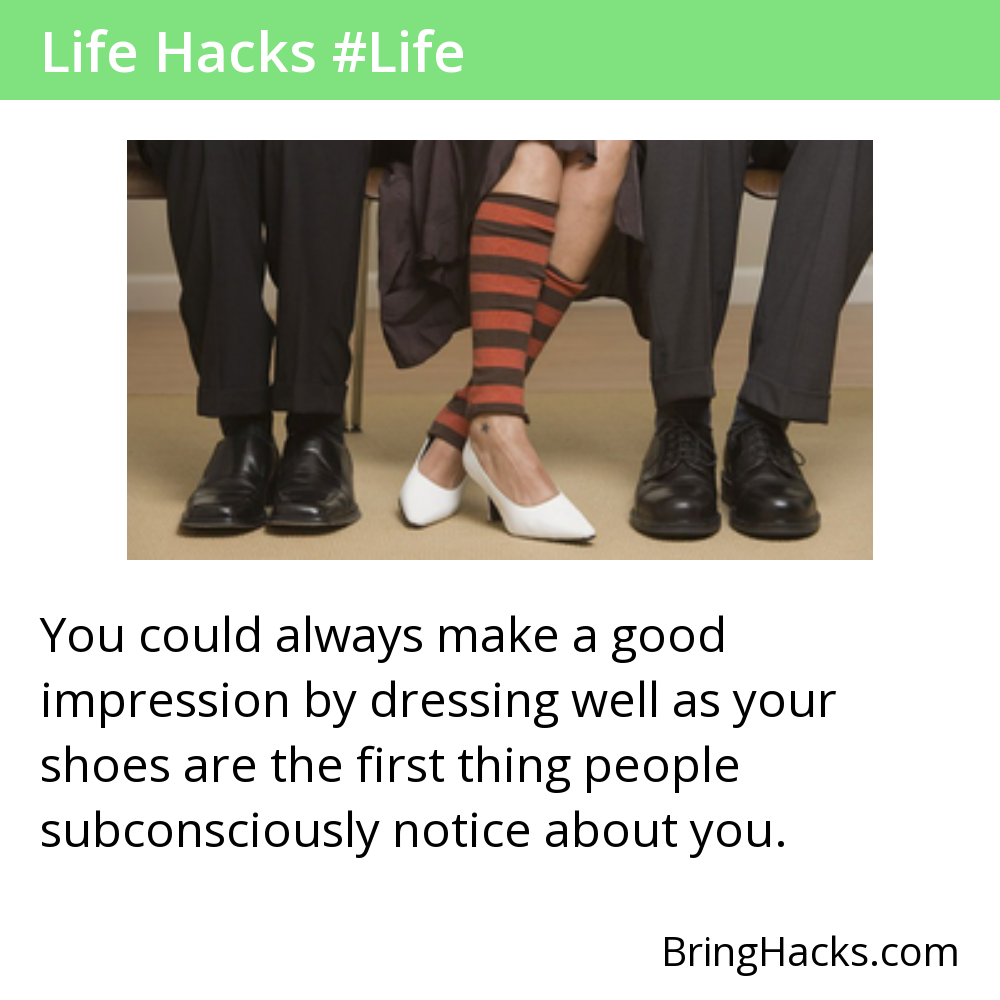 Life Hacks #Life
You could always make a good
impression by dressing well as your
shoes are the first thing people
subconsciously notice about you.
BringHacks.com